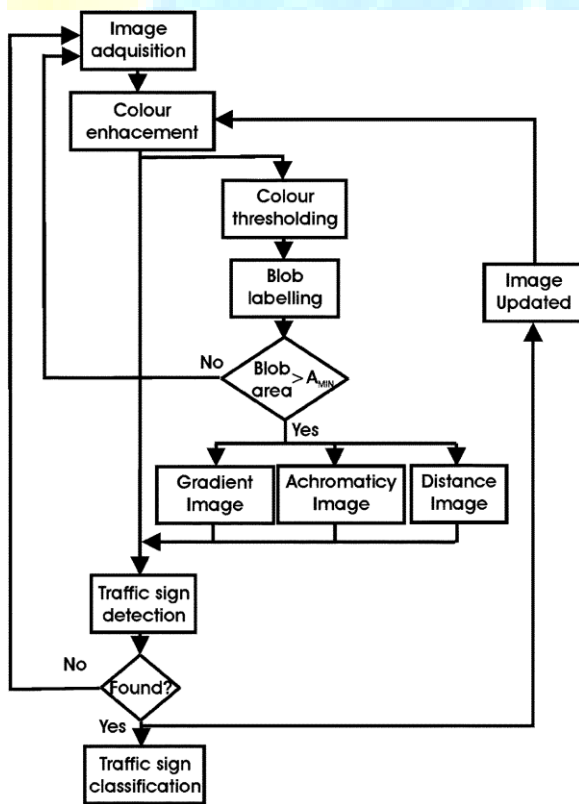 Image
adquisition
Colour
enhacement
Colour
thresholding
Blob
labelling
Image
Updated
No
Blob
area > A MIN
Yes
Gradient
Image
Achromaticy
Image
Distance
Image
Traffic sign
detection
No
Found?
Yes
Traffic sign
classification